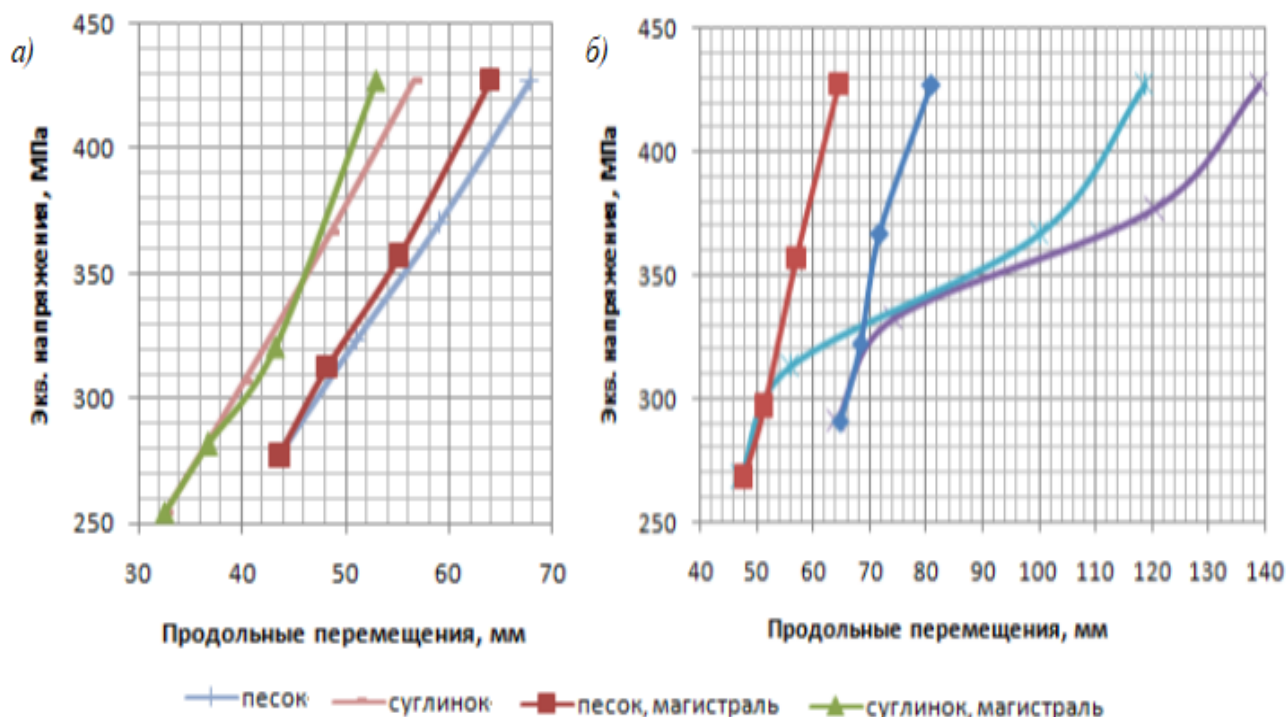 а)
Экв. напряжения, МПа
450
400
350
300
250
30 40 50 60 70
Продольные перемещения, мм
б)
Экв. напряжения, МПа
450
400
350
300
250
40 50 60 70 80 90 100 110 120 130 140
Продольные перемещения, мм
песок
суглинок
песок, магистраль
суглинок, магистраль